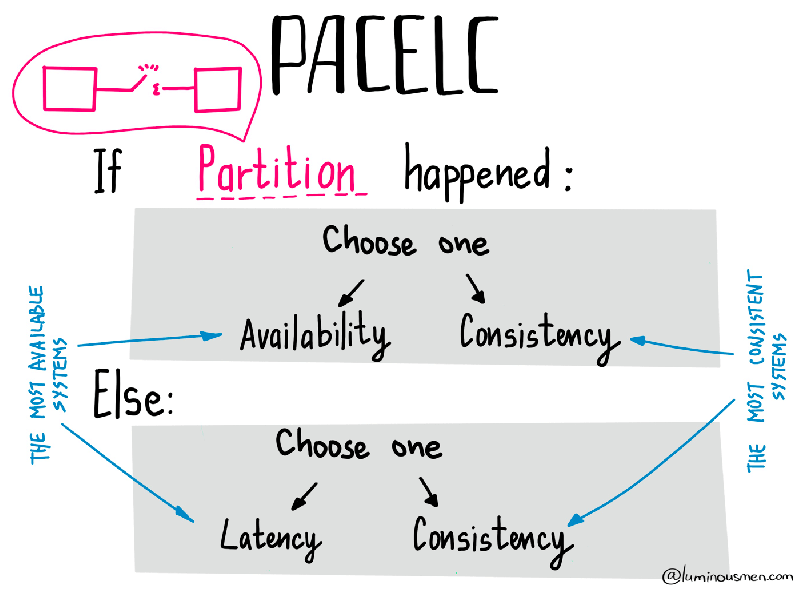 PACELC
If Partition happened:
Choose one
Availability Consistency
THE MOST AVAILABLE
SYSTEMS
THE MOST CONSISTENT
SYSTEMS
Else:
Choose one
Latency Consistency
@luminousmen.com